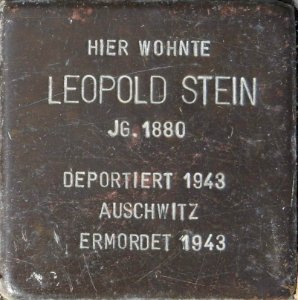 HIER WOHNTE
LEOPOLD STEIN
JG. 1880
DEPORTIERT 1943
AUSCHWITZ
ERMORDET 1943